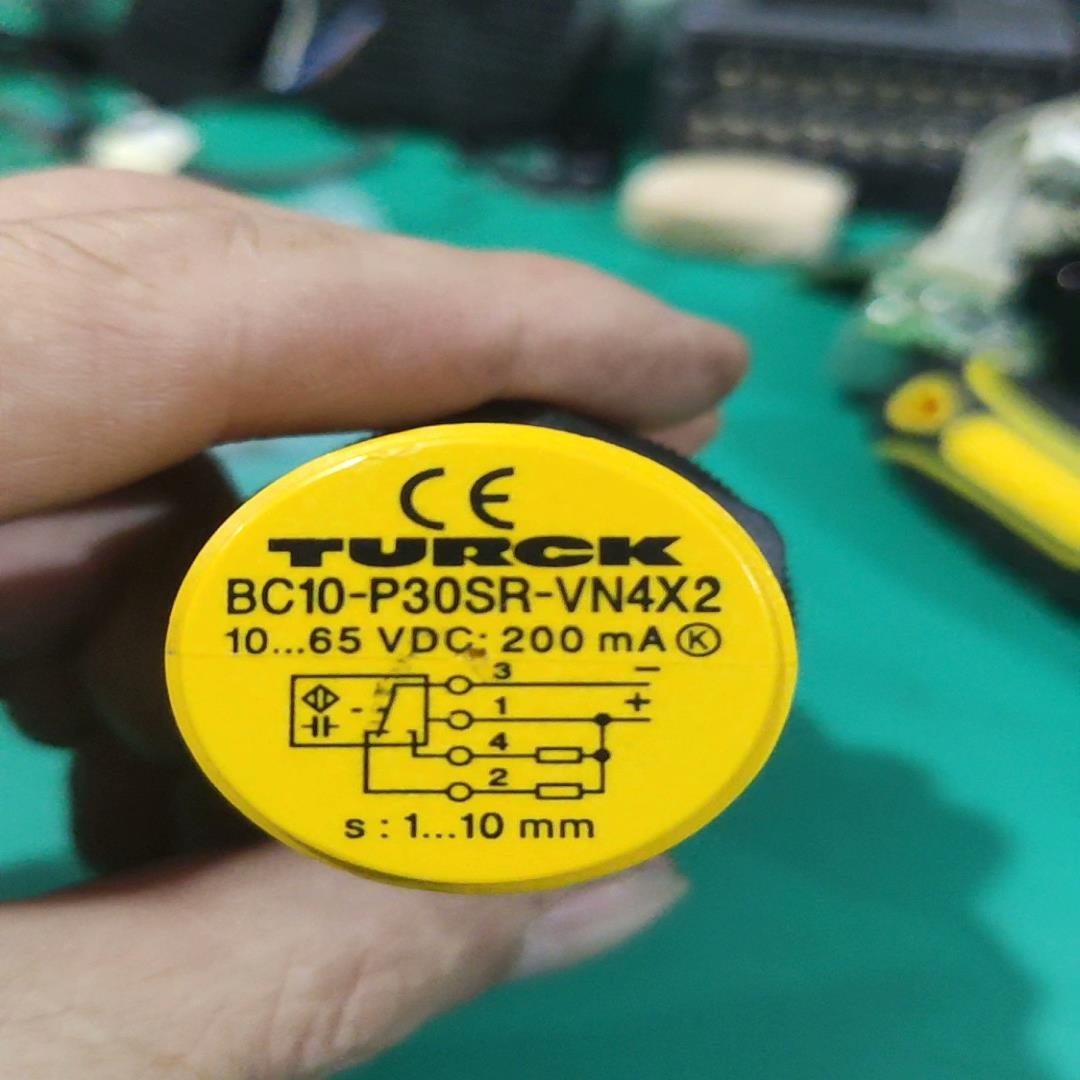 CE
TURCK
BC10-P30SR-VN4X2
10...65 VDC; 200 mA Ⓚ
3 −
1 +
4
2
s : 1...10 mm